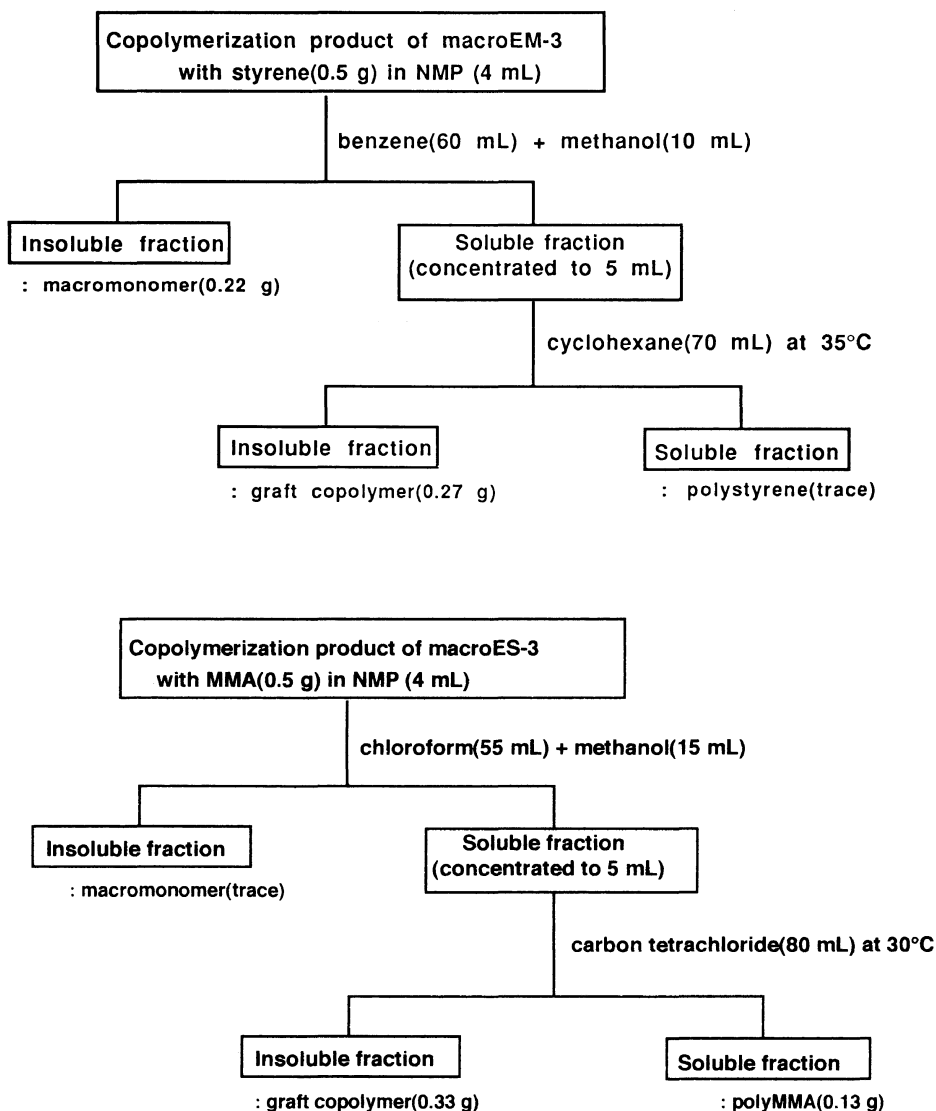 Copolymerization product of macroEM-3
with styrene(0.5 g) in NMP (4 mL)
benzene(60 mL) + methanol(10 mL)
Insoluble fraction
: macromonomer(0.22 g)
Soluble fraction
(concentrated to 5 mL)
cyclohexane(70 mL) at 35°C
Insoluble fraction
: graft copolymer(0.27 g)
Soluble fraction
: polystyrene(trace)
Copolymerization product of macroES-3
with MMA(0.5 g) in NMP (4 mL)
chloroform(55 mL) + methanol(15 mL)
Insoluble fraction
: macromonomer(trace)
Soluble fraction
(concentrated to 5 mL)
carbon tetrachloride(80 mL) at 30°C
Insoluble fraction
: graft copolymer(0.33 g)
Soluble fraction
: polyMMA(0.13 g)